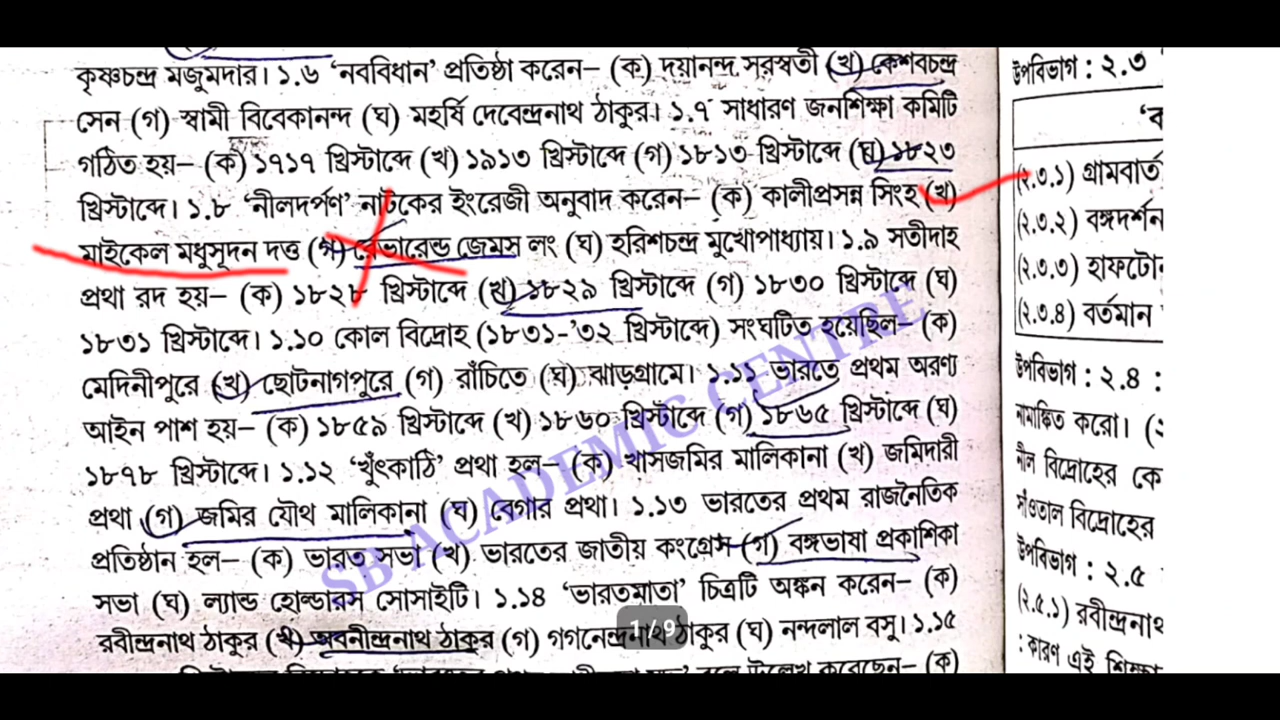 কৃষ্ণচন্দ্র মজুমদার। ১.৬ ‘নববিধান’ প্রতিষ্ঠা করেন– (ক) দয়ানন্দ সরস্বতী (খ) কেশবচন্দ্র
সেন (গ) স্বামী বিবেকানন্দ (ঘ) মহর্ষি দেবেন্দ্রনাথ ঠাকুর। ১.৭ সাধারণ জনশিক্ষা কমিটি
গঠিত হয়– (ক) ১৭১৭ খ্রিস্টাব্দে (খ) ১৯১৩ খ্রিস্টাব্দে (গ) ১৮১৩ খ্রিস্টাব্দে (ঘ) ১৮২৩
খ্রিস্টাব্দে। ১.৮ ‘নীলদর্পণ’ নাটকের ইংরেজী অনুবাদ করেন– (ক) কালীপ্রসন্ন সিংহ (খ)
মাইকেল মধুসূদন দত্ত (গ) রেভারেন্ড জেমস লং (ঘ) হরিশচন্দ্র মুখোপাধ্যায়। ১.৯ সতীদাহ
প্রথা রদ হয়– (ক) ১৮২৮ খ্রিস্টাব্দে (খ) ১৮২৯ খ্রিস্টাব্দে (গ) ১৮৩০ খ্রিস্টাব্দে (ঘ)
১৮৩১ খ্রিস্টাব্দে। ১.১০ কোল বিদ্রোহ (১৮৩১-’৩২ খ্রিস্টাব্দে) সংঘটিত হয়েছিল– (ক)
মেদিনীপুরে (খ) ছোটনাগপুরে (গ) রাঁচিতে (ঘ) ঝাড়গ্রামে। ১.১১ ভারতে প্রথম অরণ্য
আইন পাশ হয়– (ক) ১৮৫৯ খ্রিস্টাব্দে (খ) ১৮৬০ খ্রিস্টাব্দে (গ) ১৮৬৫ খ্রিস্টাব্দে (ঘ)
১৮৭৮ খ্রিস্টাব্দে। ১.১২ ‘খুঁৎকাঠি’ প্রথা হল– (ক) খাসজমির মালিকানা (খ) জমিদারী
প্রথা (গ) জমির যৌথ মালিকানা (ঘ) বেগার প্রথা। ১.১৩ ভারতের প্রথম রাজনৈতিক
প্রতিষ্ঠান হল– (ক) ভারত সভা (খ) ভারতের জাতীয় কংগ্রেস (গ) বঙ্গভাষা প্রকাশিকা
সভা (ঘ) ল্যান্ড হোল্ডারস সোসাইটি। ১.১৪ ‘ভারতমাতা’ চিত্রটি অঙ্কন করেন– (ক)
রবীন্দ্রনাথ ঠাকুর (খ) অবনীন্দ্রনাথ ঠাকুর (গ) গগনেন্দ্রনাথ ঠাকুর (ঘ) নন্দলাল বসু। ১.১৫
বলে উল্লেখ করেছেন– (ক)
SB ACADEMIC CENTRE
1/9
উপবিভাগ : ২.৩
‘ব
(২.৩.১) গ্রামবার্ত
(২.৩.২) বঙ্গদর্শন
(২.৩.৩) হাফটোন
(২.৩.৪) বর্তমান
উপবিভাগ : ২.৪ :
নামাঙ্কিত করো। (২
নীল বিদ্রোহের কে
সাঁওতাল বিদ্রোহের
উপবিভাগ : ২.৫
(২.৫.১) রবীন্দ্রনাথ
: কারণ এই শিক্ষা